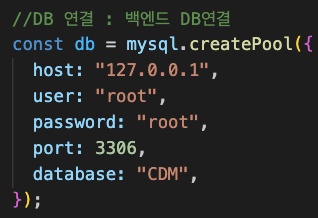 //DB 연결 : 백엔드 DB연결
const db = mysql.createPool({
host: "127.0.0.1",
user: "root",
password: "root",
port: 3306,
database: "CDM",
});